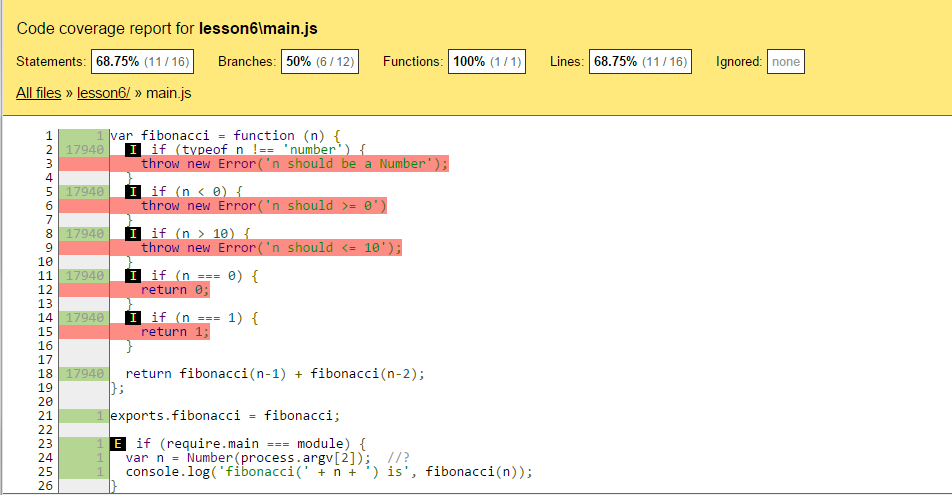 Code coverage report for lesson6\main.js
Statements: 68.75% (11 / 16) Branches: 50% (6 / 12) Functions: 100% (1 / 1) Lines: 68.75% (11 / 16) Ignored: none
All files » lesson6/ » main.js
1 1 var fibonacci = function (n) {
2 17940 I if (typeof n !== 'number') {
3 throw new Error('n should be a Number');
4 }
5 17940 I if (n < 0) {
6 throw new Error('n should >= 0')
7 }
8 17940 I if (n > 10) {
9 throw new Error('n should <= 10');
10 }
11 17940 I if (n === 0) {
12 return 0;
13 }
14 17940 I if (n === 1) {
15 return 1;
16 }
17
18 17940 return fibonacci(n-1) + fibonacci(n-2);
19 };
20
21 1 exports.fibonacci = fibonacci;
22
23 1 E if (require.main === module) {
24 1 var n = Number(process.argv[2]); //?
25 1 console.log('fibonacci(' + n + ') is', fibonacci(n));
26 }